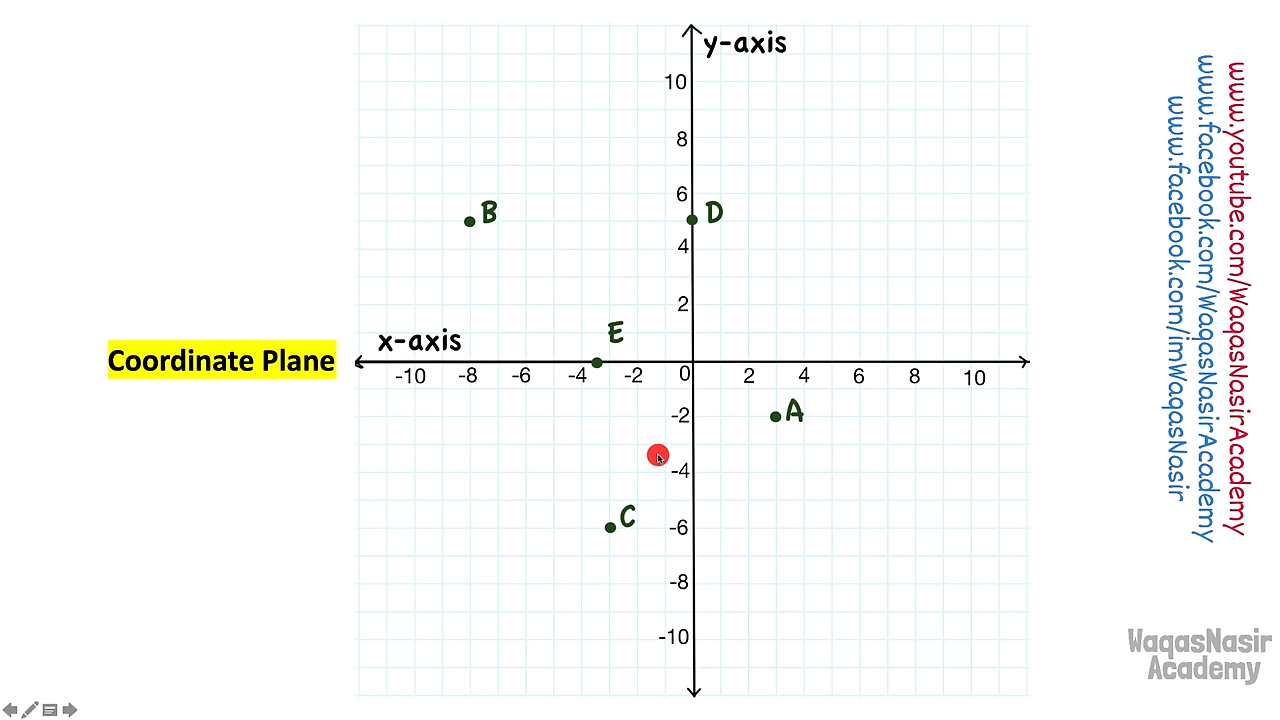 y-axis
10
8
6
B
D
4
2
E
x-axis
Coordinate Plane
-10 -8 -6 -4 -2 0 2 4 6 8 10
-2
A
-4
C
-6
-8
-10
www.youtube.com/WaqasNasirAcademy
www.facebook.com/WaqasNasirAcademy
www.facebook.com/imWaqasNasir
WaqasNasir
Academy